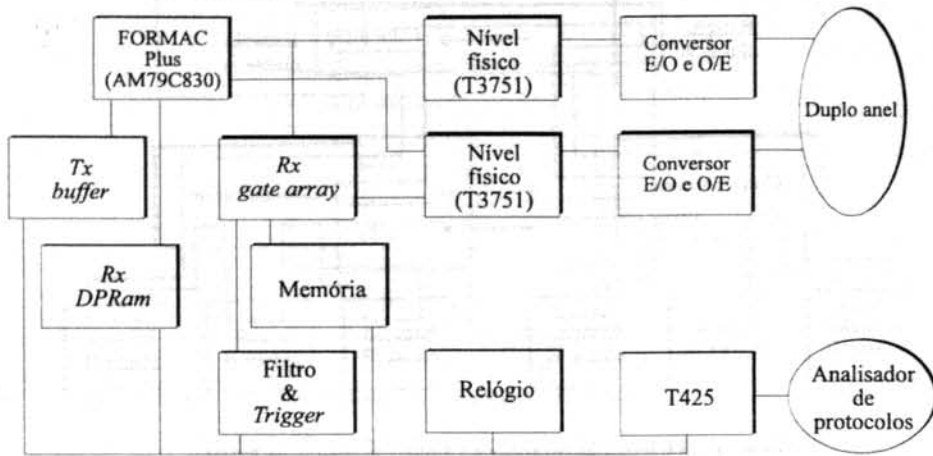 FORMAC
Plus
(AM79C830)
Nível
físico
(T3751)
Conversor
E/O e O/E
Duplo anel
Tx
buffer
Rx
gate array
Nível
físico
(T3751)
Conversor
E/O e O/E
Rx
DPRam
Memória
Filtro
&
Trigger
Relógio
T425
Analisador
de
protocolos